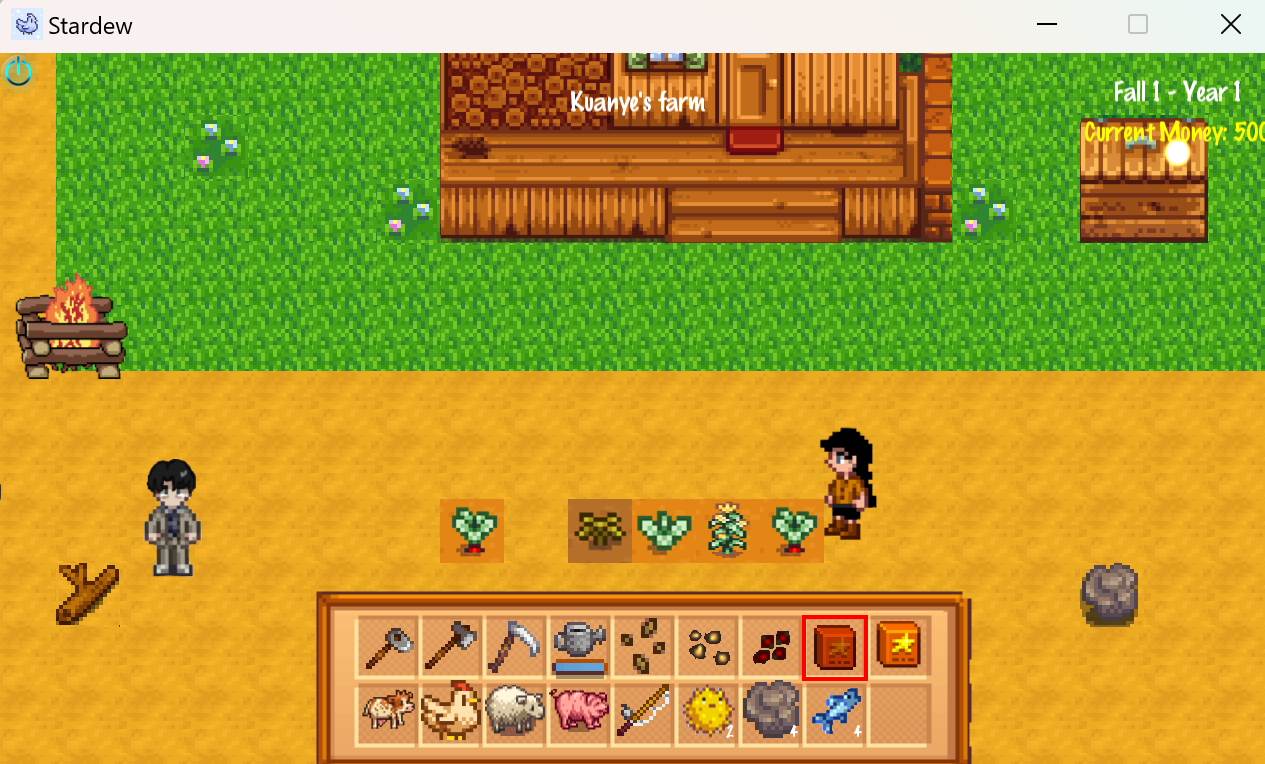 Stardew
Kuanye's farm
Fall 1 - Year 1
Current Money: 500
2
4
4